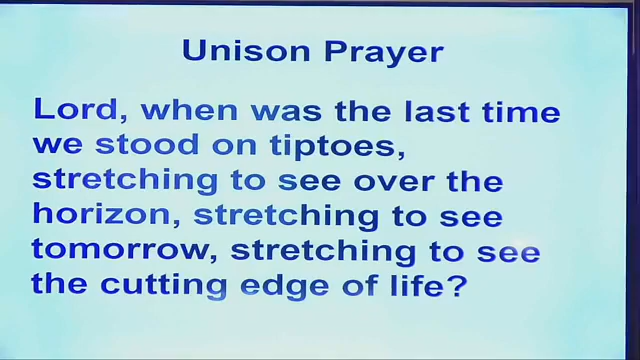 Unison Prayer
Lord, when was the last time
we stood on tiptoes,
stretching to see over the
horizon, stretching to see
tomorrow, stretching to see
the cutting edge of life?